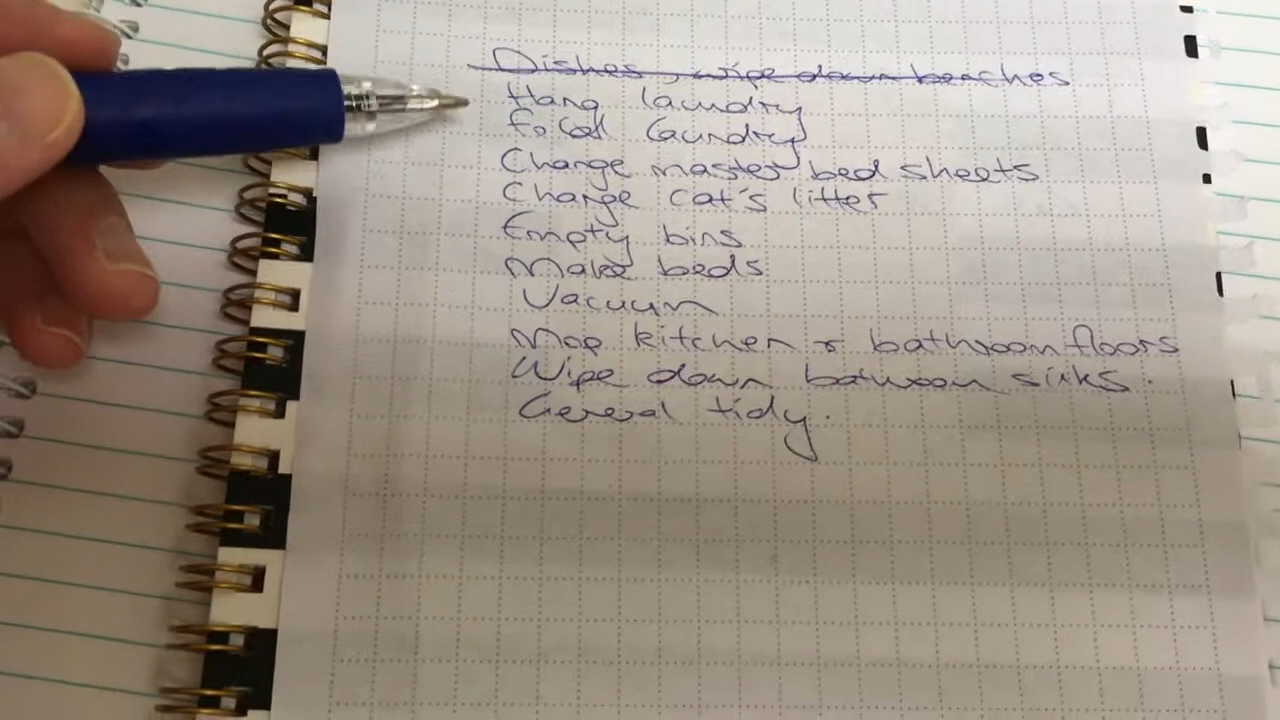 Dishes, wipe down benches
Hang laundry
Fold laundry
Change master bed sheets
Change cat's litter
Empty bins
Make beds
Vacuum
Mop kitchen & bathroom floors
Wipe down bathroom sinks.
General tidy.